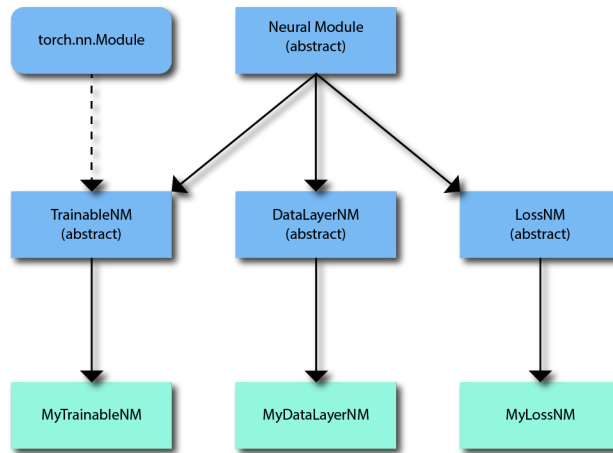 torch.nn.Module
Neural Module
(abstract)
TrainableNM
(abstract)
DataLayerNM
(abstract)
LossNM
(abstract)
MyTrainableNM
MyDataLayerNM
MyLossNM